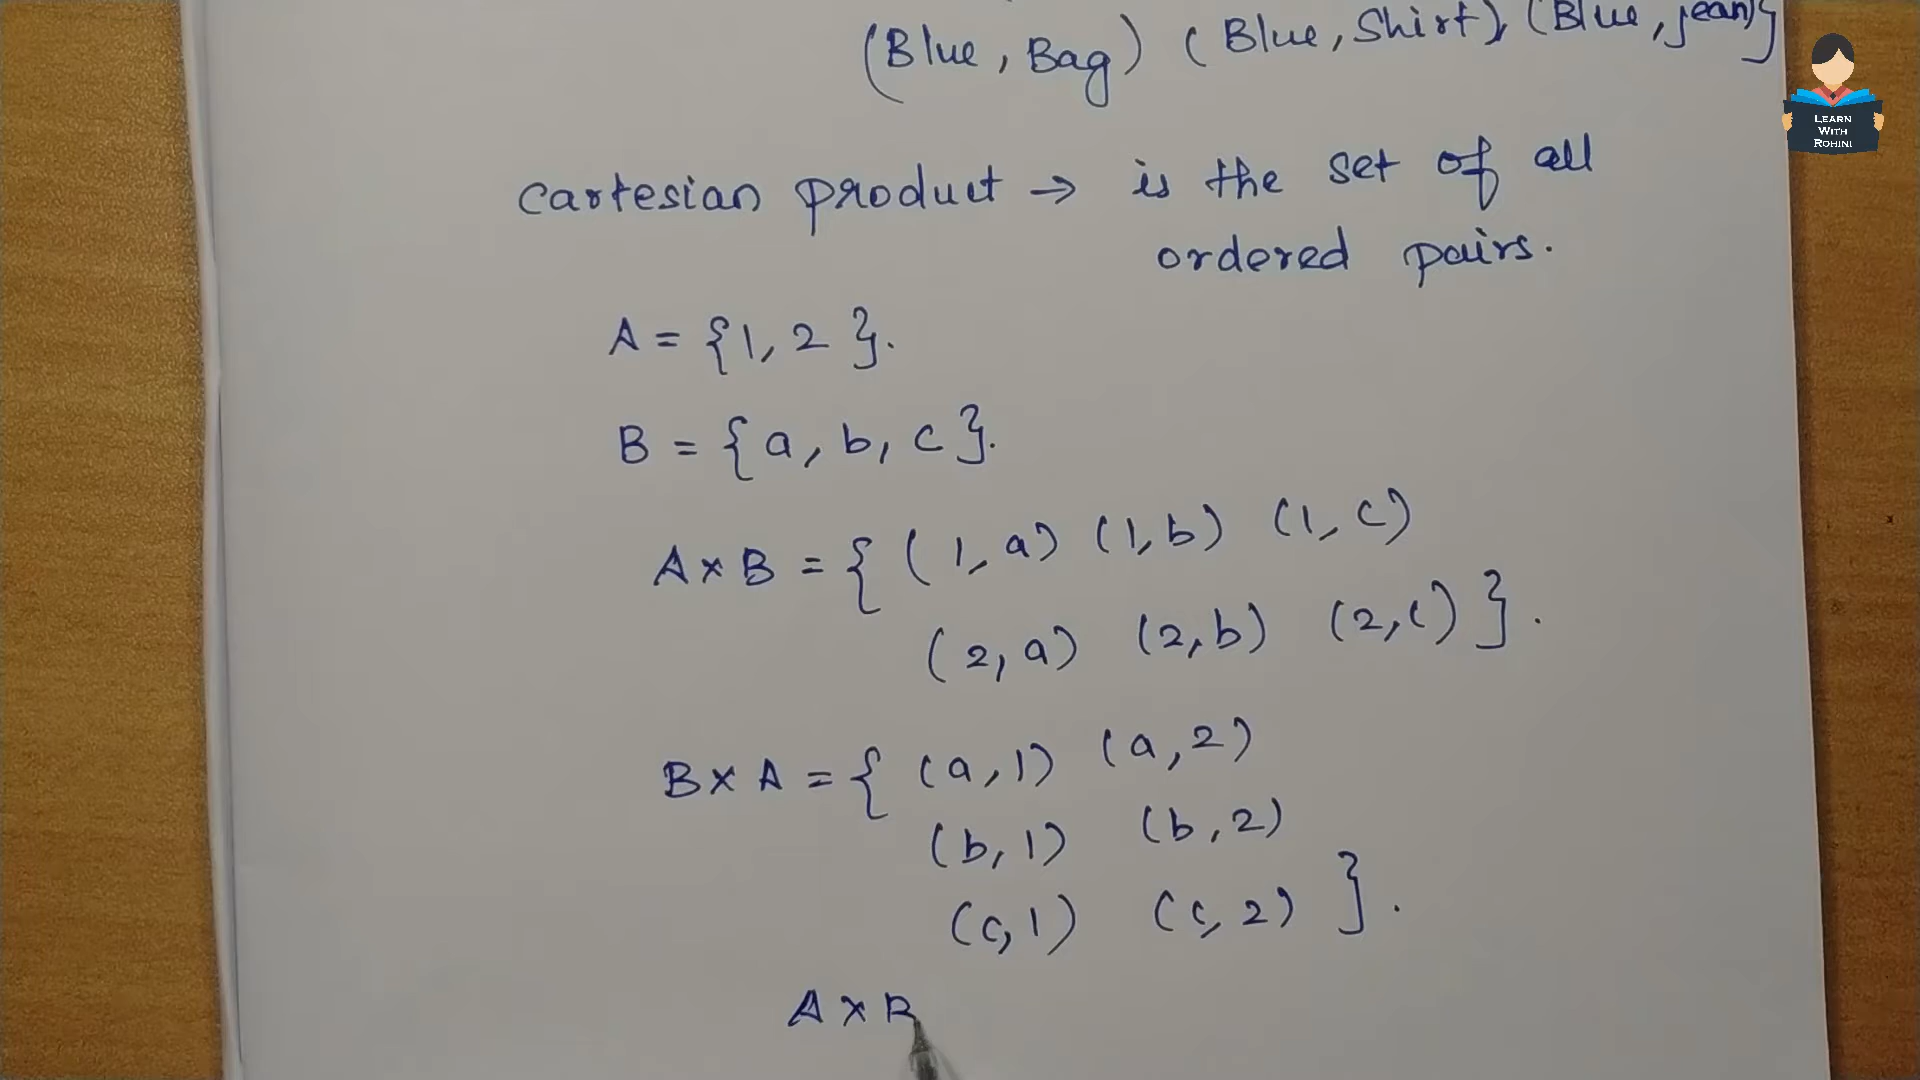 (Blue, Bag) (Blue, Shirt), (Blue, jean)}
LEARN
WITH
ROHINI
Cartesian product → is the set of all
ordered pairs.
A = {1, 2}.
B = {a, b, c}.
A × B = { (1, a) (1, b) (1, c)
(2, a) (2, b) (2, c) }.
B × A = { (a, 1) (a, 2)
(b, 1) (b, 2)
(c, 1) (c, 2) }.
A × B